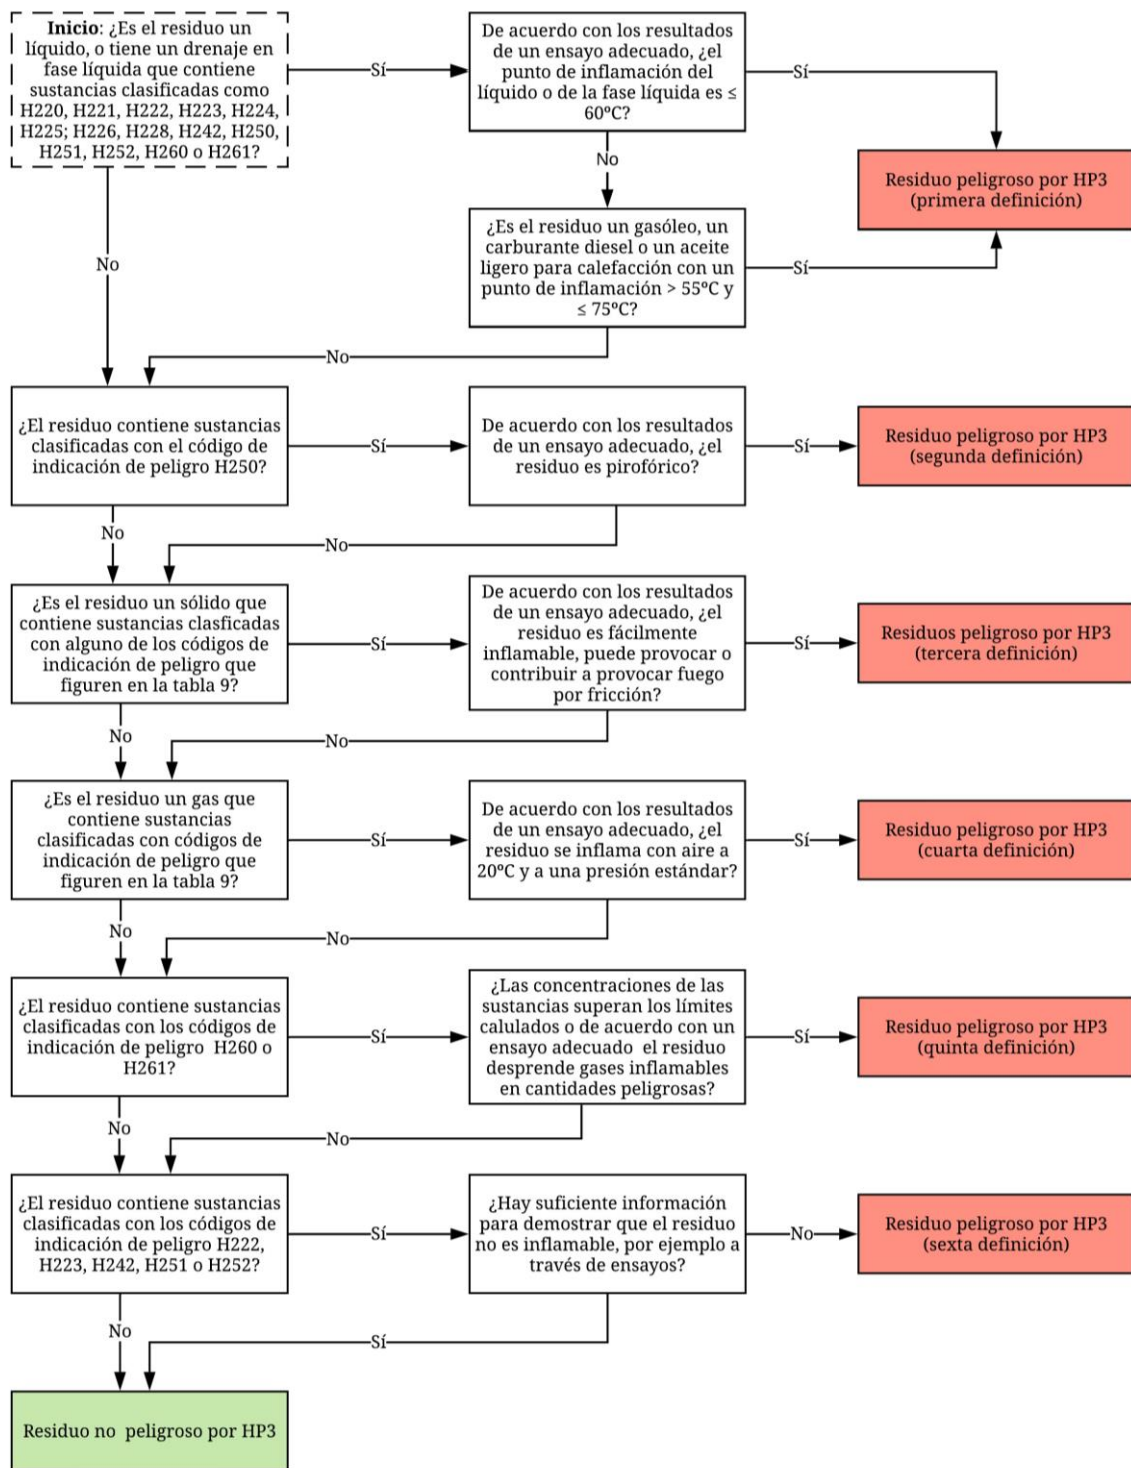 Inicio: ¿Es el residuo un
líquido, o tiene un drenaje en
fase líquida que contiene
sustancias clasificadas como
H220, H221, H222, H223, H224,
H225; H226, H228, H242, H250,
H251, H252, H260 o H261?
Sí
De acuerdo con los resultados
de un ensayo adecuado, ¿el
punto de inflamación del
líquido o de la fase líquida es ≤
60ºC?
Sí
No
Residuo peligroso por HP3
(primera definición)
¿Es el residuo un gasóleo, un
carburante diesel o un aceite
ligero para calefacción con un
punto de inflamación > 55ºC y
≤ 75ºC?
Sí
No
No
¿El residuo contiene sustancias
clasificadas con el código de
indicación de peligro H250?
Sí
De acuerdo con los resultados
de un ensayo adecuado, ¿el
residuo es pirofórico?
Sí
Residuo peligroso por HP3
(segunda definición)
No
No
¿Es el residuo un sólido que
contiene sustancias clasficadas
con alguno de los códigos de
indicación de peligro que
figuren en la tabla 9?
Sí
De acuerdo con los resultados
de un ensayo adecuado, ¿el
residuo es fácilmente
inflamable, puede provocar o
contribuir a provocar fuego
por fricción?
Sí
Residuos peligroso por HP3
(tercera definición)
No
No
¿Es el residuo un gas que
contiene sustancias
clasificadas con códigos de
indicación de peligro que
figuren en la tabla 9?
Sí
De acuerdo con los resultados
de un ensayo adecuado, ¿el
residuo se inflama con aire a
20ºC y a una presión estándar?
Sí
Residuo peligroso por HP3
(cuarta definición)
No
No
¿El residuo contiene sustancias
clasificadas con los códigos de
indicación de peligro H260 o
H261?
Sí
¿Las concentraciones de las
sustancias superan los límites
calulados o de acuerdo con un
ensayo adecuado el residuo
desprende gases inflamables
en cantidades peligrosas?
Sí
Residuo peligroso por HP3
(quinta definición)
No
No
¿El residuo contiene sustancias
clasificadas con los códigos de
indicación de peligro H222,
H223, H242, H251 o H252?
Sí
¿Hay suficiente información
para demostrar que el residuo
no es inflamable, por ejemplo a
través de ensayos?
No
Residuo peligroso por HP3
(sexta definición)
No
Sí
Residuo no peligroso por HP3